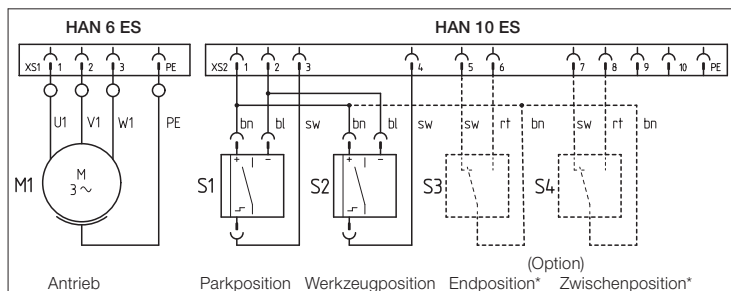 HAN 6 ES HAN 10 ES
XS1 1 2 3 PE XS2 1 2 3 4 5 6 7 8 9 10 PE
U1 V1 W1 PE bn bl sw bn bl sw sw rt bn sw rt bn
M1 M 3 ~ S1 + − S2 + − S3 S4
(Option)
Antrieb Parkposition Werkzeugposition Endposition* Zwischenposition*